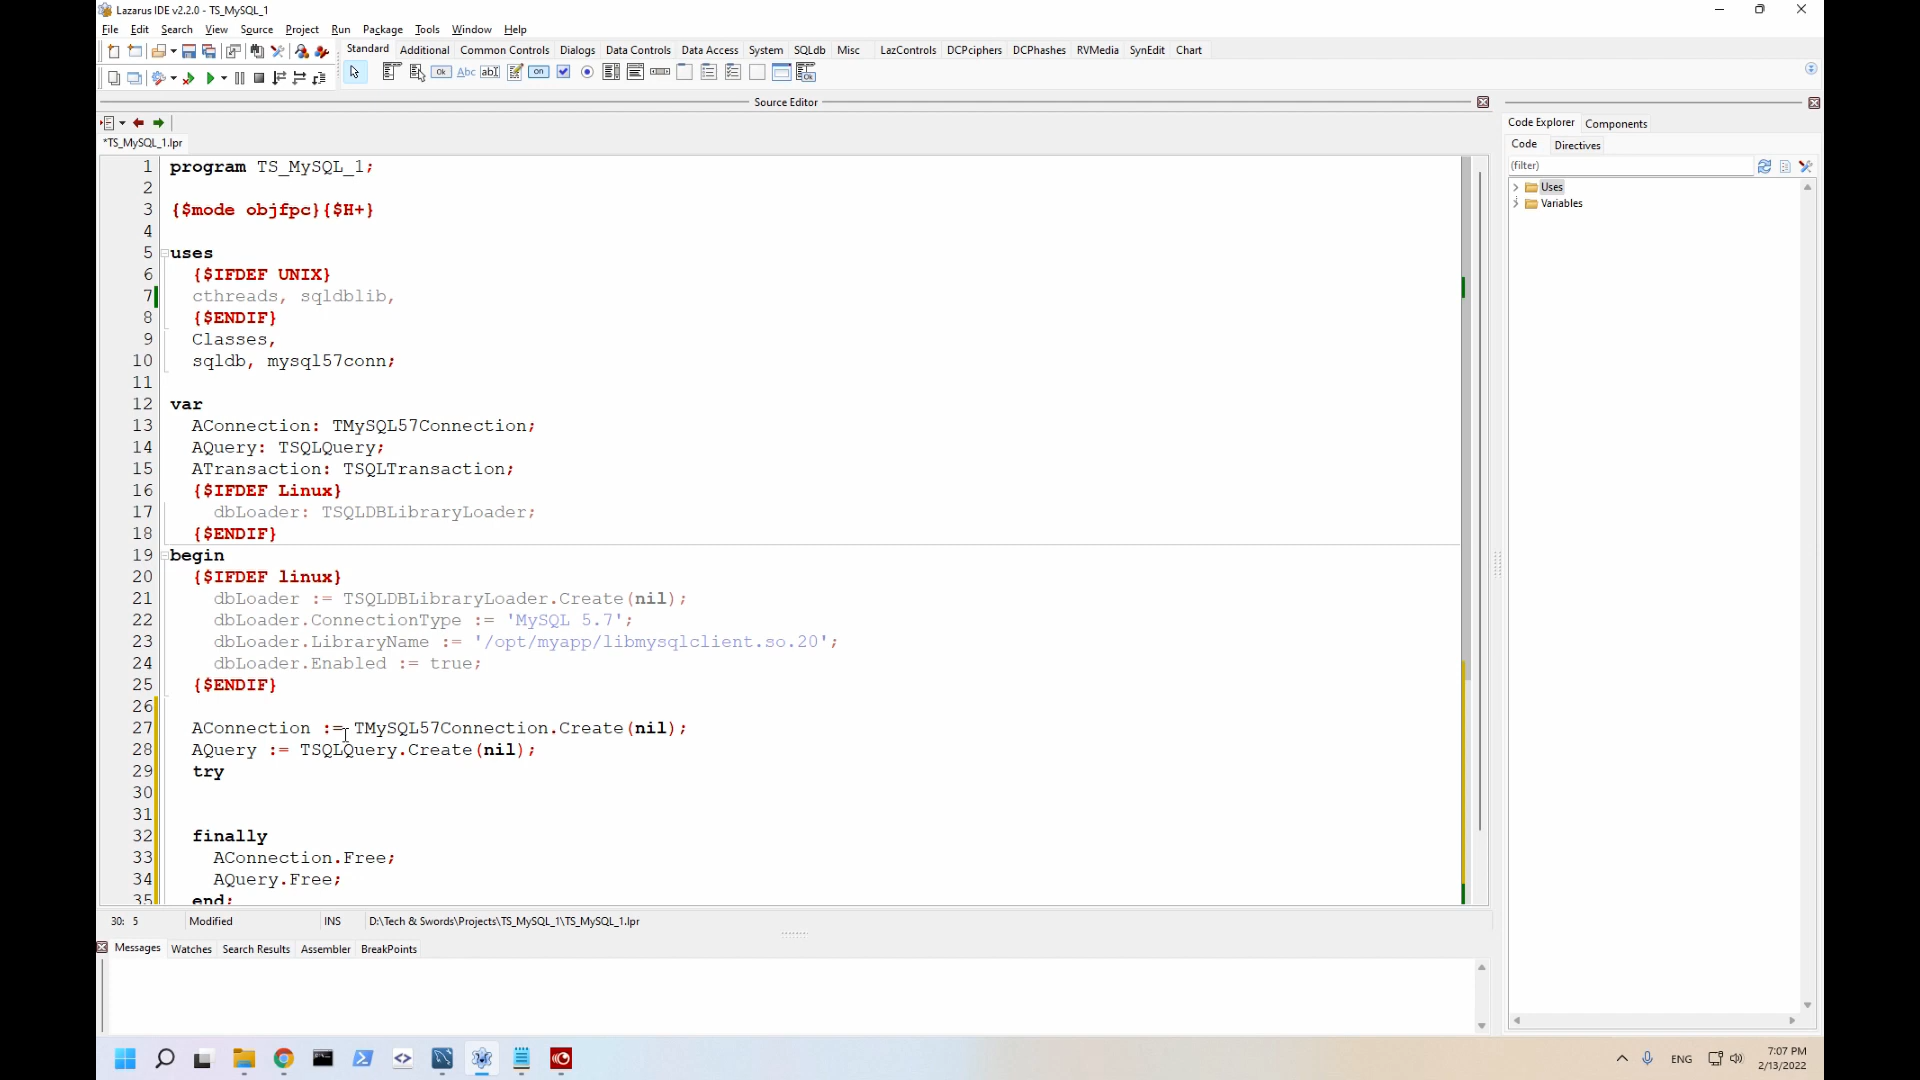 Lazarus IDE v2.2.0 - TS_MySQL_1
File Edit Search View Source Project Run Package Tools Window Help
Standard Additional Common Controls Dialogs Data Controls Data Access System SQLdb Misc LazControls DCPciphers DCPhashes RVMedia SynEdit Chart
Ok Abc abI on Ok
Source Editor
Code Explorer Components
*TS_MySQL_1.lpr
Code Directives
(filter)
Uses
Variables
1 program TS_MySQL_1;
2
3 {$mode objfpc}{$H+}
4
5 uses
6 {$IFDEF UNIX}
7 cthreads, sqldblib,
8 {$ENDIF}
9 Classes,
10 sqldb, mysql57conn;
11
12 var
13 AConnection: TMySQL57Connection;
14 AQuery: TSQLQuery;
15 ATransaction: TSQLTransaction;
16 {$IFDEF Linux}
17 dbLoader: TSQLDBLibraryLoader;
18 {$ENDIF}
19 begin
20 {$IFDEF linux}
21 dbLoader := TSQLDBLibraryLoader.Create(nil);
22 dbLoader.ConnectionType := 'MySQL 5.7';
23 dbLoader.LibraryName := '/opt/myapp/libmysqlclient.so.20';
24 dbLoader.Enabled := true;
25 {$ENDIF}
26
27 AConnection := TMySQL57Connection.Create(nil);
28 AQuery := TSQLQuery.Create(nil);
29 try
30
31
32 finally
33 AConnection.Free;
34 AQuery.Free;
35 end;
30: 5 Modified INS D:\Tech & Swords\Projects\TS_MySQL_1\TS_MySQL_1.lpr
Messages Watches Search Results Assembler BreakPoints
ENG 7:07 PM
2/13/2022